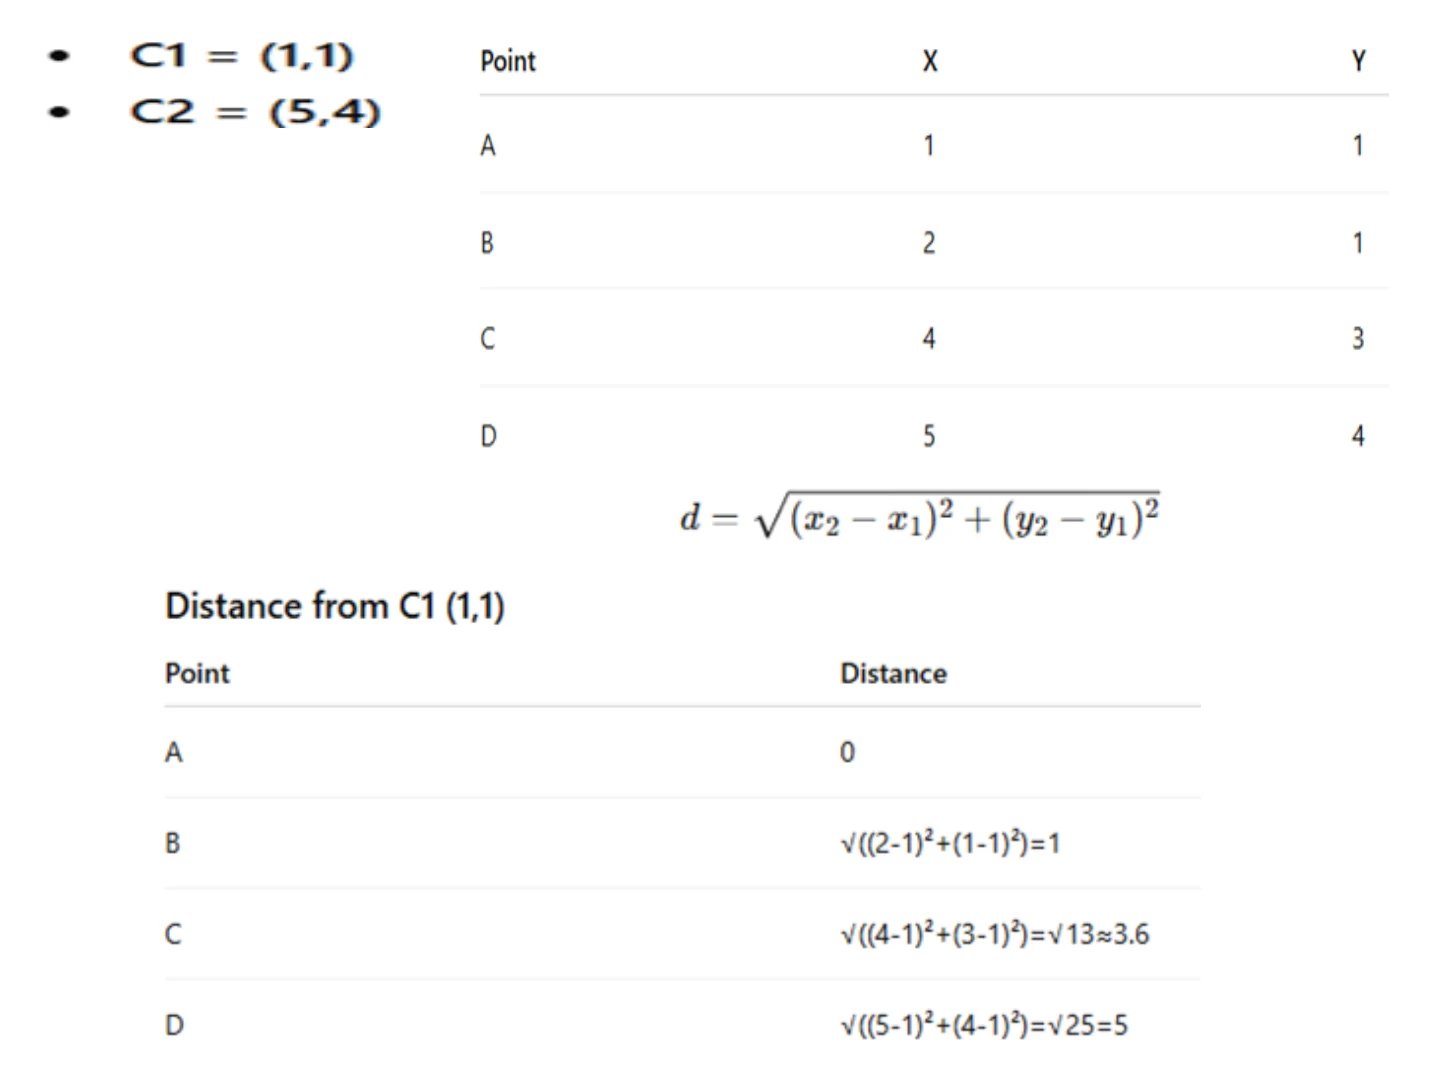 • C1 = (1,1)
• C2 = (5,4)
Point X Y
A 1 1
B 2 1
C 4 3
D 5 4
d = √(x₂ − x₁)² + (y₂ − y₁)²
Distance from C1 (1,1)
Point Distance
A 0
B √((2-1)²+(1-1)²)=1
C √((4-1)²+(3-1)²)=√13≈3.6
D √((5-1)²+(4-1)²)=√25=5